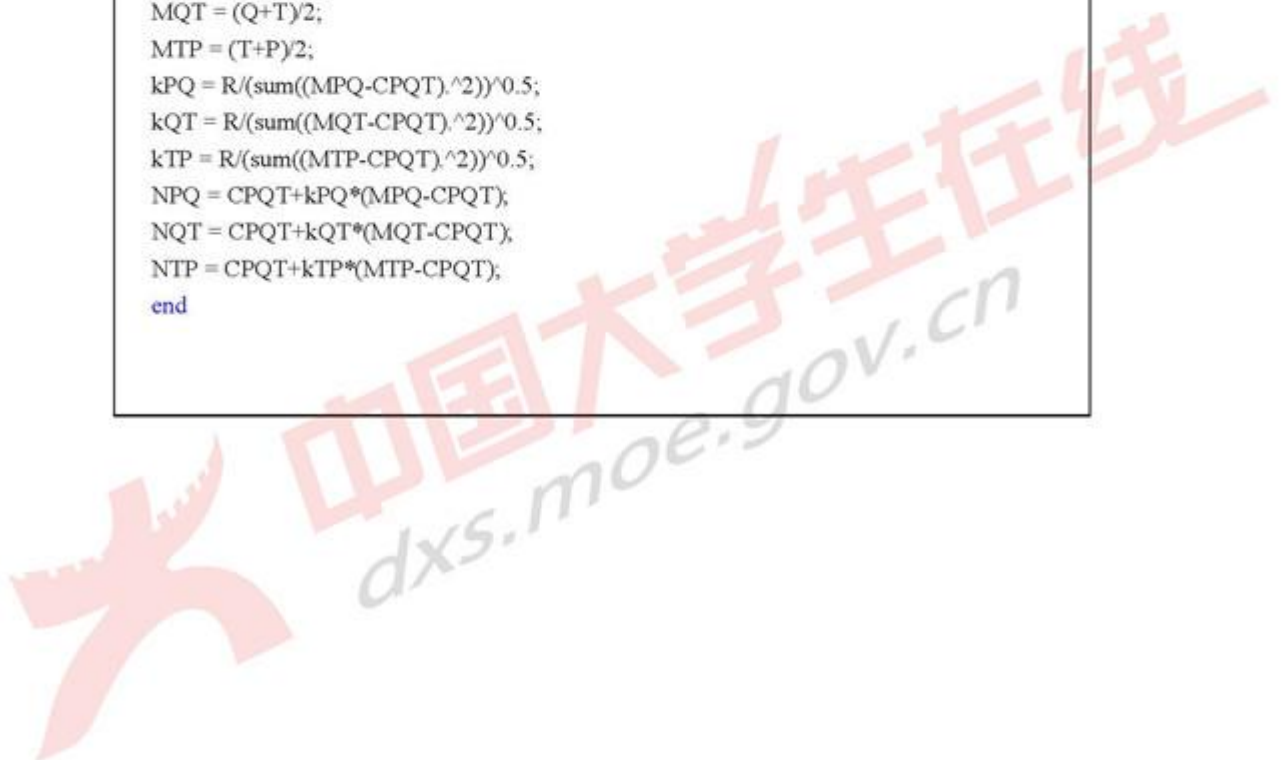 MQT = (Q+T)/2;
MTP = (T+P)/2;
kPQ = R/(sum((MPQ-CPQT).^2))^0.5;
kQT = R/(sum((MQT-CPQT).^2))^0.5;
kTP = R/(sum((MTP-CPQT).^2))^0.5;
NPQ = CPQT+kPQ*(MPQ-CPQT);
NQT = CPQT+kQT*(MQT-CPQT);
NTP = CPQT+kTP*(MTP-CPQT);
end
中国大学生在线
dxs.moe.gov.cn